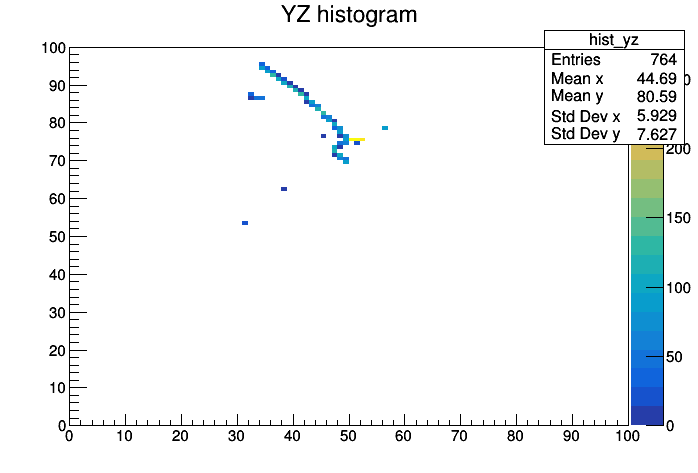 YZ histogram
hist_yz
Entries 764
Mean x 44.69
Mean y 80.59
Std Dev x 5.929
Std Dev y 7.627
100
90
80
70
60
50
40
30
20
10
0
0 10 20 30 40 50 60 70 80 90 100
200
150
100
50
0